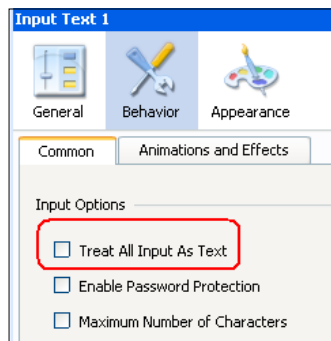 Input Text 1
General Behavior Appearance
Common Animations and Effects
Input Options
Treat All Input As Text
Enable Password Protection
Maximum Number of Characters